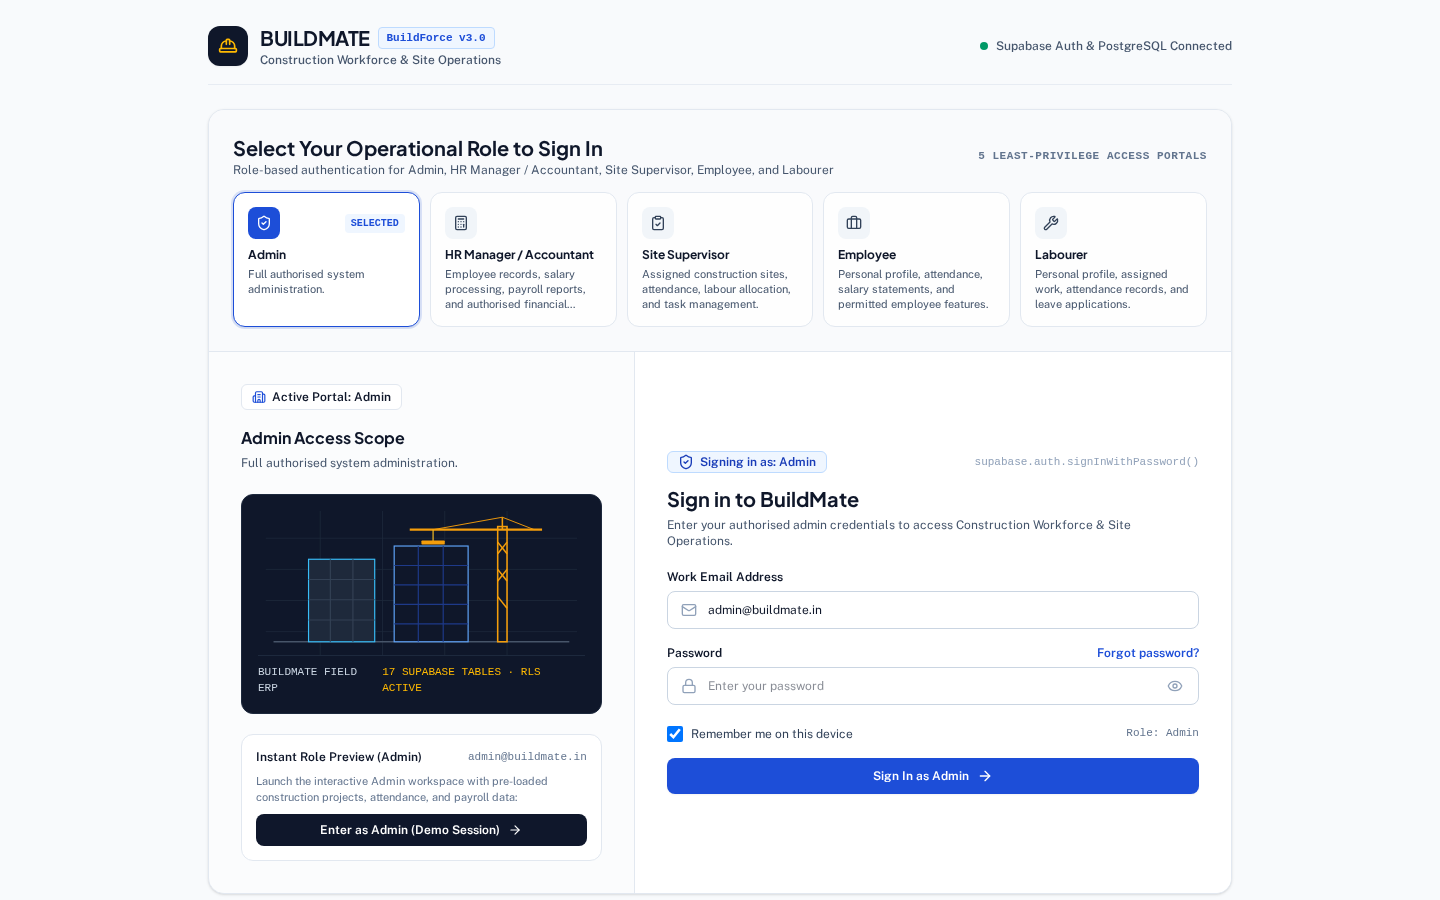 BUILDMATE
BuildForce v3.0
Construction Workforce & Site Operations
Supabase Auth & PostgreSQL Connected
Select Your Operational Role to Sign In
Role-based authentication for Admin, HR Manager / Accountant, Site Supervisor, Employee, and Labourer
5 LEAST-PRIVILEGE ACCESS PORTALS
SELECTED
Admin
Full authorised system
administration.
HR Manager / Accountant
Employee records, salary
processing, payroll reports,
and authorised financial...
Site Supervisor
Assigned construction sites,
attendance, labour allocation,
and task management.
Employee
Personal profile, attendance,
salary statements, and
permitted employee features.
Labourer
Personal profile, assigned
work, attendance records, and
leave applications.
Active Portal: Admin
Admin Access Scope
Full authorised system administration.
BUILDMATE FIELD
ERP
17 SUPABASE TABLES · RLS
ACTIVE
Instant Role Preview (Admin)
admin@buildmate.in
Launch the interactive Admin workspace with pre-loaded
construction projects, attendance, and payroll data:
Enter as Admin (Demo Session)
Signing in as: Admin
supabase.auth.signInWithPassword()
Sign in to BuildMate
Enter your authorised admin credentials to access Construction Workforce & Site
Operations.
Work Email Address
admin@buildmate.in
Password
Forgot password?
Enter your password
Remember me on this device
Role: Admin
Sign In as Admin